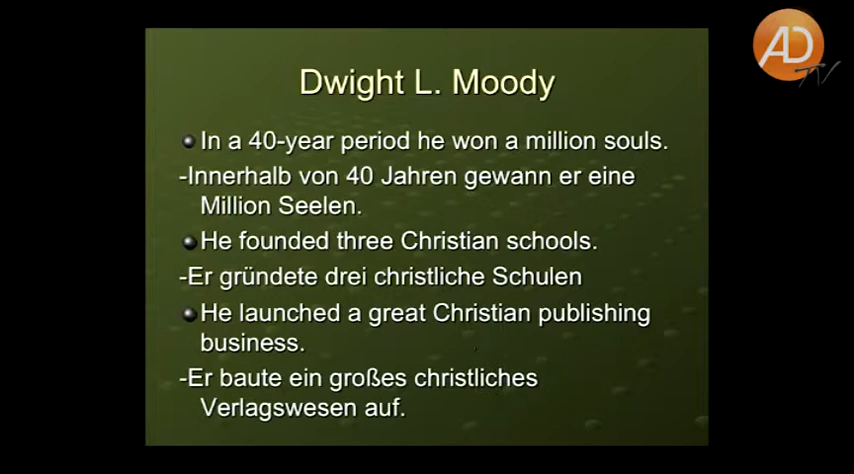 AD
TV
Dwight L. Moody
In a 40-year period he won a million souls.
-Innerhalb von 40 Jahren gewann er eine
Million Seelen.
He founded three Christian schools.
-Er gründete drei christliche Schulen
He launched a great Christian publishing
business.
-Er baute ein großes christliches
Verlagswesen auf.